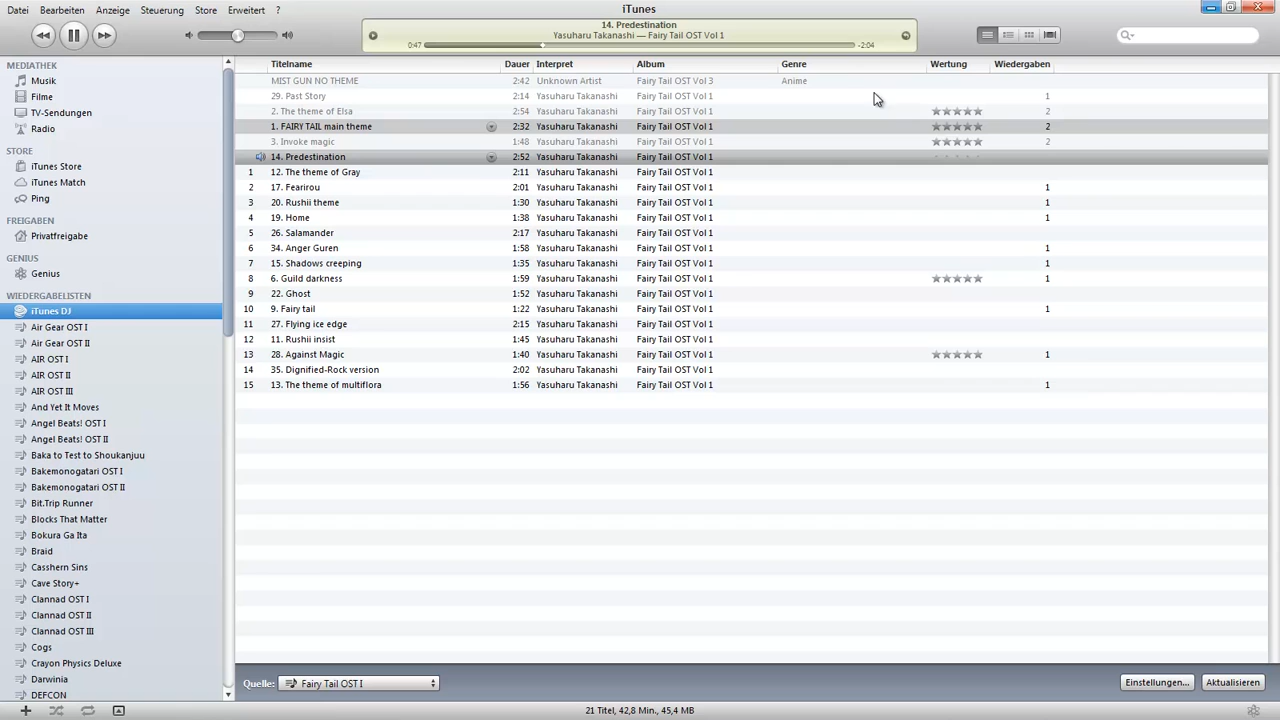 Datei Bearbeiten Anzeige Steuerung Store Erweitert ?
iTunes
14. Predestination
Yasuharu Takanashi — Fairy Tail OST Vol 1
0:47 -2:04
MEDIATHEK
Musik
Filme
TV-Sendungen
Radio
STORE
iTunes Store
iTunes Match
Ping
FREIGABEN
Privatfreigabe
GENIUS
Genius
WIEDERGABELISTEN
iTunes DJ
Air Gear OST I
Air Gear OST II
AIR OST I
AIR OST II
AIR OST III
And Yet It Moves
Angel Beats! OST I
Angel Beats! OST II
Baka to Test to Shoukanjuu
Bakemonogatari OST I
Bakemonogatari OST II
Bit.Trip Runner
Blocks That Matter
Bokura Ga Ita
Braid
Casshern Sins
Cave Story+
Clannad OST I
Clannad OST II
Clannad OST III
Cogs
Crayon Physics Deluxe
Darwinia
DEFCON
Titelname Dauer Interpret Album Genre Wertung Wiedergaben
MIST GUN NO THEME 2:42 Unknown Artist Fairy Tail OST Vol 3 Anime
29. Past Story 2:14 Yasuharu Takanashi Fairy Tail OST Vol 1 1
2. The theme of Elsa 2:54 Yasuharu Takanashi Fairy Tail OST Vol 1 ★★★★★ 2
1. FAIRY TAIL main theme 2:32 Yasuharu Takanashi Fairy Tail OST Vol 1 ★★★★★ 2
3. Invoke magic 1:48 Yasuharu Takanashi Fairy Tail OST Vol 1 ★★★★★ 2
14. Predestination 2:52 Yasuharu Takanashi Fairy Tail OST Vol 1
1 12. The theme of Gray 2:11 Yasuharu Takanashi Fairy Tail OST Vol 1
2 17. Fearirou 2:01 Yasuharu Takanashi Fairy Tail OST Vol 1 1
3 20. Rushii theme 1:30 Yasuharu Takanashi Fairy Tail OST Vol 1 1
4 19. Home 1:38 Yasuharu Takanashi Fairy Tail OST Vol 1 1
5 26. Salamander 2:17 Yasuharu Takanashi Fairy Tail OST Vol 1
6 34. Anger Guren 1:58 Yasuharu Takanashi Fairy Tail OST Vol 1 1
7 15. Shadows creeping 1:35 Yasuharu Takanashi Fairy Tail OST Vol 1 1
8 6. Guild darkness 1:59 Yasuharu Takanashi Fairy Tail OST Vol 1 ★★★★★ 1
9 22. Ghost 1:52 Yasuharu Takanashi Fairy Tail OST Vol 1
10 9. Fairy tail 1:22 Yasuharu Takanashi Fairy Tail OST Vol 1 1
11 27. Flying ice edge 2:15 Yasuharu Takanashi Fairy Tail OST Vol 1
12 11. Rushii insist 1:45 Yasuharu Takanashi Fairy Tail OST Vol 1
13 28. Against Magic 1:40 Yasuharu Takanashi Fairy Tail OST Vol 1 ★★★★★ 1
14 35. Dignified-Rock version 2:02 Yasuharu Takanashi Fairy Tail OST Vol 1
15 13. The theme of multiflora 1:56 Yasuharu Takanashi Fairy Tail OST Vol 1 1
Quelle: Fairy Tail OST I Einstellungen... Aktualisieren
21 Titel, 42,8 Min., 45,4 MB